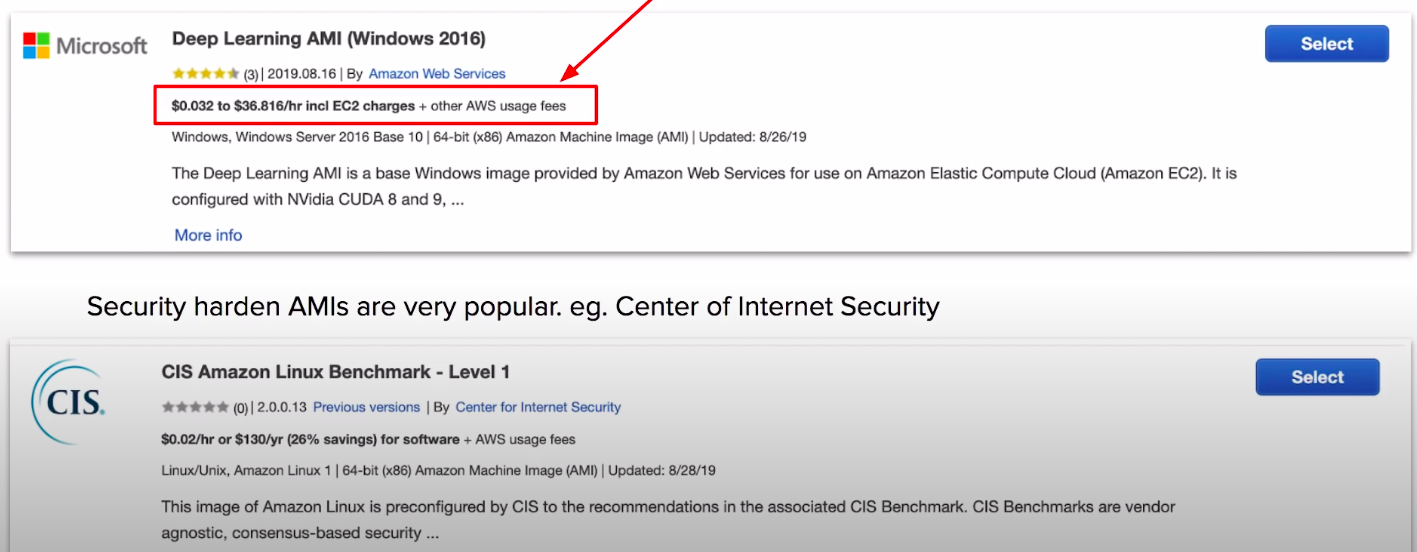 Microsoft
Deep Learning AMI (Windows 2016)
Select
(3) | 2019.08.16 | By Amazon Web Services
$0.032 to $36.816/hr incl EC2 charges + other AWS usage fees
Windows, Windows Server 2016 Base 10 | 64-bit (x86) Amazon Machine Image (AMI) | Updated: 8/26/19
The Deep Learning AMI is a base Windows image provided by Amazon Web Services for use on Amazon Elastic Compute Cloud (Amazon EC2). It is
configured with NVidia CUDA 8 and 9, ...
More info
Security harden AMIs are very popular. eg. Center of Internet Security
CIS.
CIS Amazon Linux Benchmark - Level 1
Select
(0) | 2.0.0.13 Previous versions | By Center for Internet Security
$0.02/hr or $130/yr (26% savings) for software + AWS usage fees
Linux/Unix, Amazon Linux 1 | 64-bit (x86) Amazon Machine Image (AMI) | Updated: 8/28/19
This image of Amazon Linux is preconfigured by CIS to the recommendations in the associated CIS Benchmark. CIS Benchmarks are vendor
agnostic, consensus-based security ...